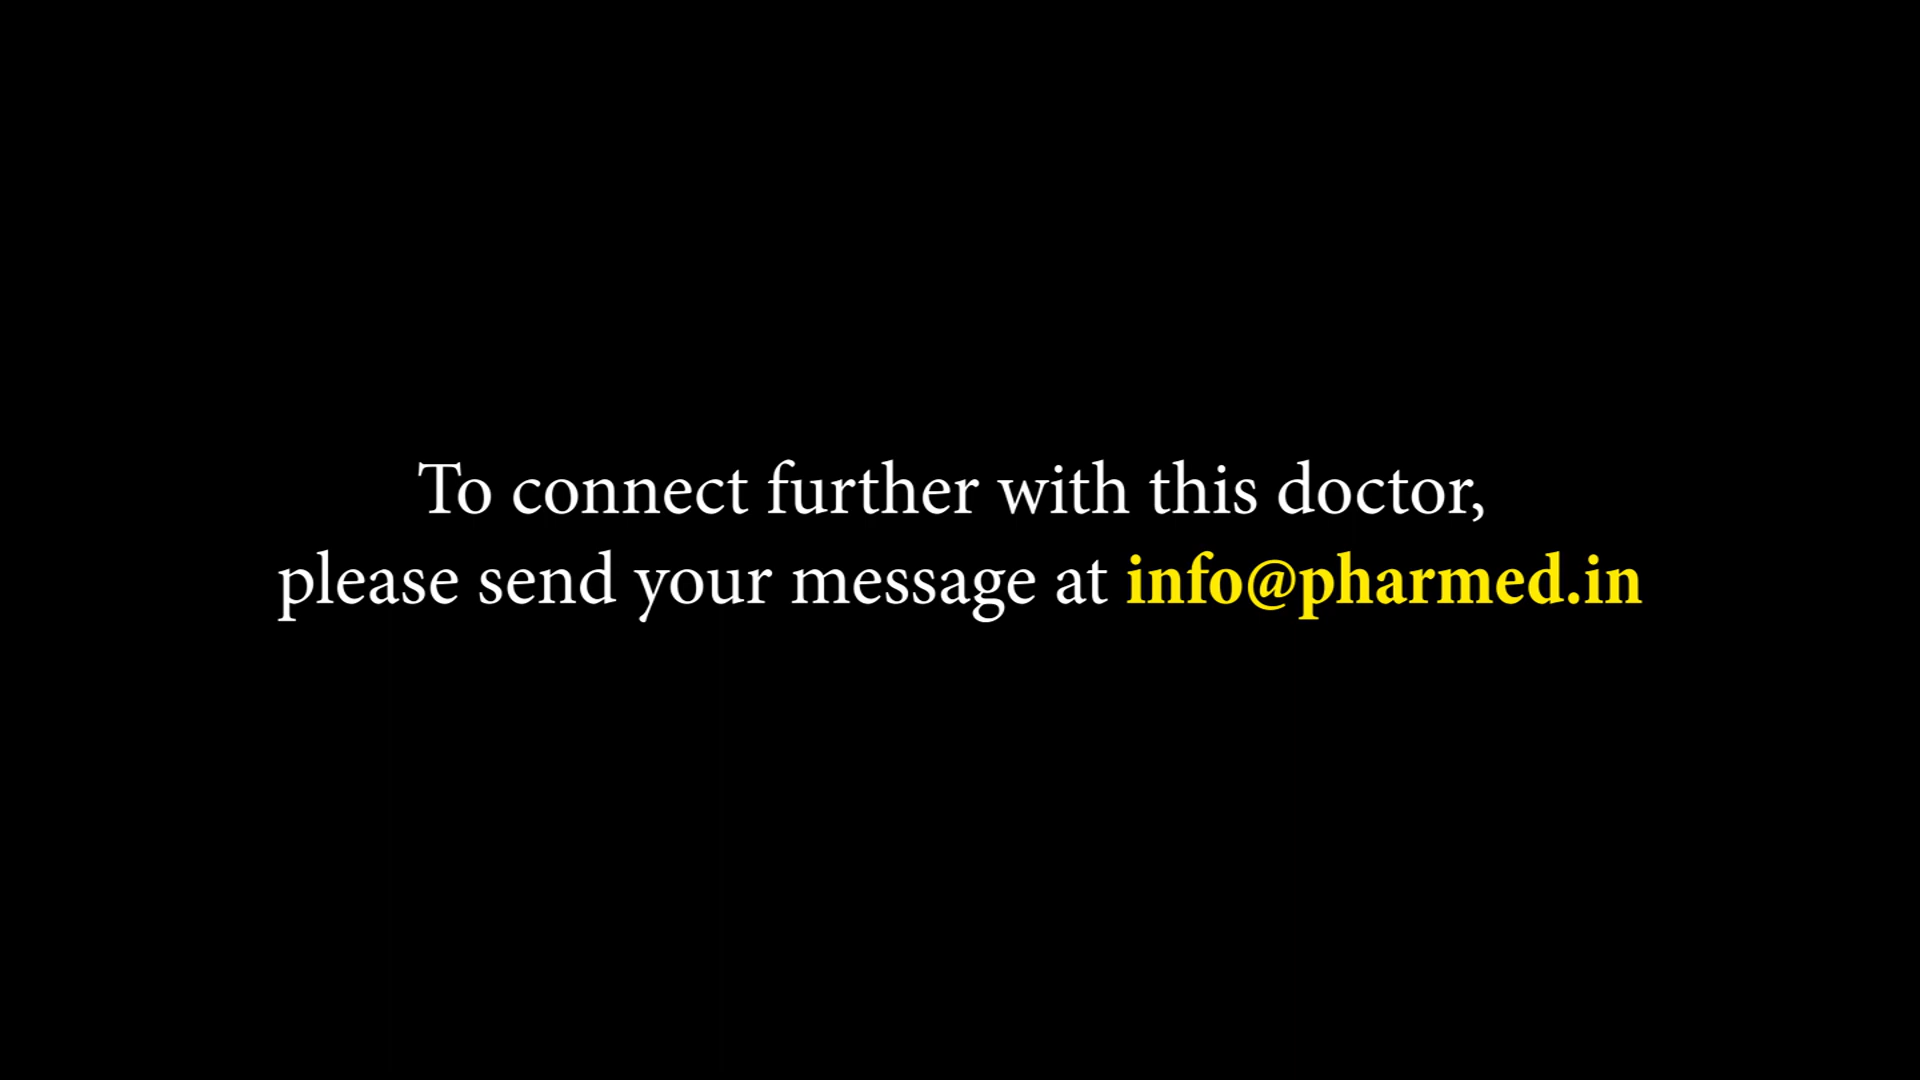 To connect further with this doctor,
please send your message at info@pharmed.in